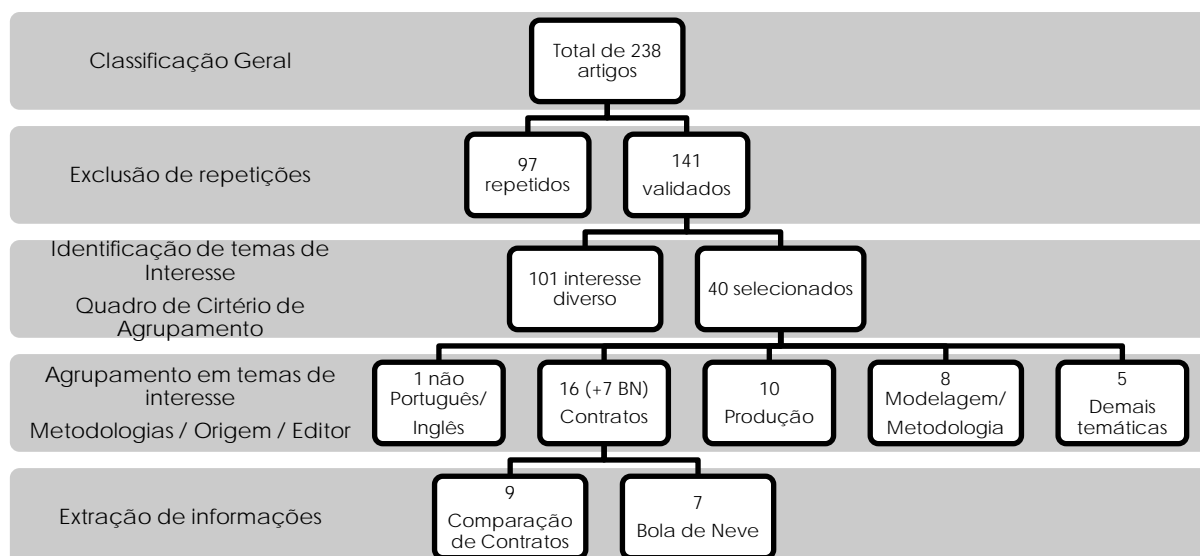 Classificação Geral
Total de 238
artigos
Exclusão de repetições
97
repetidos
141
validados
Identificação de temas de
Interesse
Quadro de Cirtério de
Agrupamento
101 interesse
diverso
40 selecionados
Agrupamento em temas de
interesse
Metodologias / Origem / Editor
1 não
Português/
Inglês
16 (+7 BN)
Contratos
10
Produção
8
Modelagem/
Metodologia
5
Demais
temáticas
Extração de informações
9
Comparação
de Contratos
7
Bola de Neve